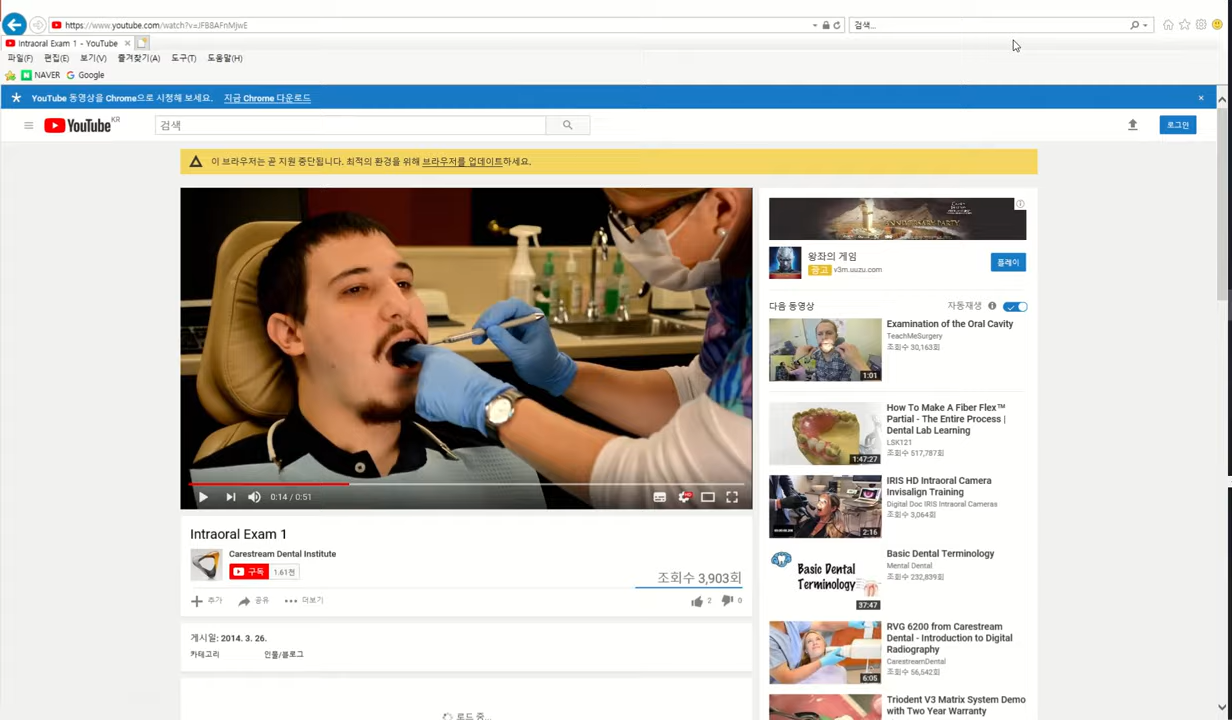 https://www.youtube.com/watch?v=JFB8AFnMjwE
검색...
Intraoral Exam 1 - YouTube
파일(F) 편집(E) 보기(V) 즐겨찾기(A) 도구(T) 도움말(H)
NAVER Google
YouTube 동영상을 Chrome으로 시청해 보세요. 지금 Chrome 다운로드
YouTube KR
검색
로그인
이 브라우저는 곧 지원 중단됩니다. 최적의 환경을 위해 브라우저를 업데이트하세요.
ANNIVERSARY PARTY
왕좌의 게임
광고 v3m.uuzu.com
플레이
다음 동영상
자동재생
Examination of the Oral Cavity
TeachMeSurgery
조회수 30,163회
1:01
How To Make A Fiber Flex™
Partial - The Entire Process |
Dental Lab Learning
LSK121
조회수 517,787회
1:47:27
IRIS HD Intraoral Camera
Invisalign Training
Digital Doc IRIS Intraoral Cameras
조회수 3,064회
2:16
Basic Dental Terminology
Mental Dental
조회수 232,839회
Basic Dental
Terminology
37:47
RVG 6200 from Carestream
Dental - Introduction to Digital
Radiography
CarestreamDental
조회수 56,542회
6:05
Triodent V3 Matrix System Demo
with Two Year Warranty
0:14 / 0:51
HD
Intraoral Exam 1
Carestream Dental Institute
구독 1.61천
조회수 3,903회
추가 공유 더보기
2 0
게시일: 2014. 3. 26.
카테고리 인물/블로그
로드 중...